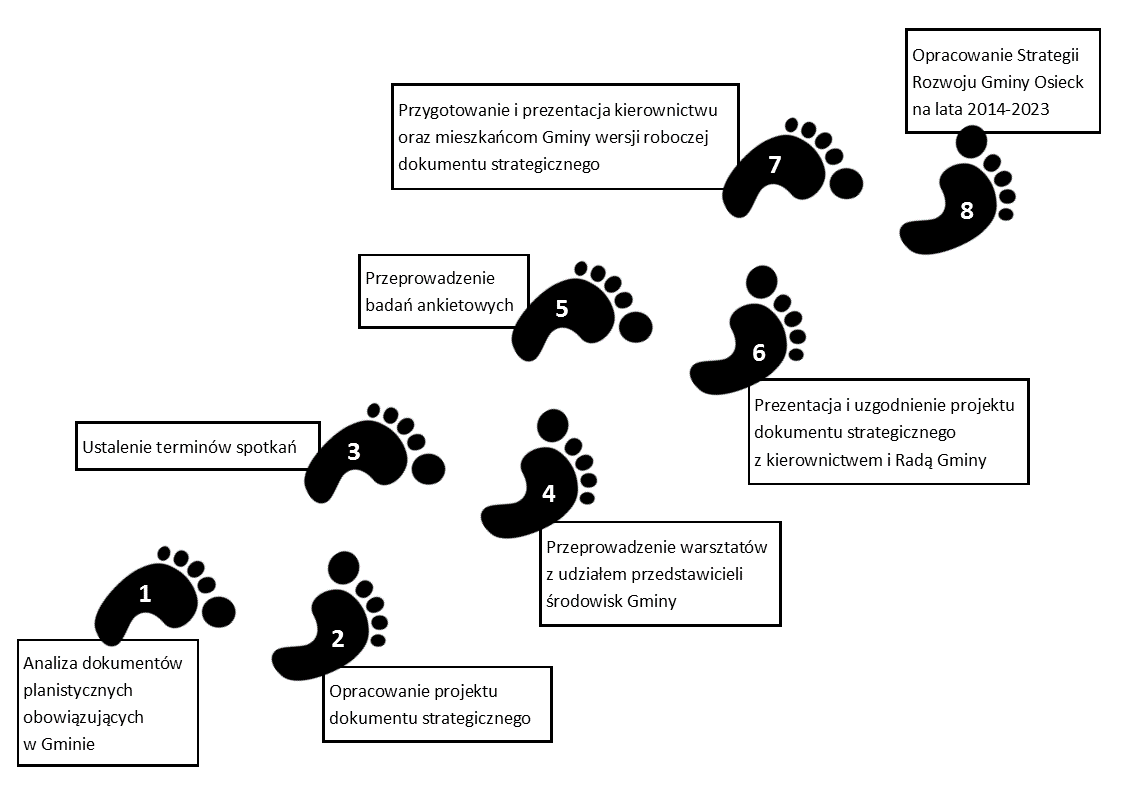 1
Analiza dokumentów
planistycznych
obowiązujących
w Gminie
2
Opracowanie projektu
dokumentu strategicznego
3
Ustalenie terminów spotkań
4
Przeprowadzenie warsztatów
z udziałem przedstawicieli
środowisk Gminy
5
Przeprowadzenie
badań ankietowych
6
Prezentacja i uzgodnienie projektu
dokumentu strategicznego
z kierownictwem i Radą Gminy
7
Przygotowanie i prezentacja kierownictwu
oraz mieszkańcom Gminy wersji roboczej
dokumentu strategicznego
8
Opracowanie Strategii
Rozwoju Gminy Osieck
na lata 2014-2023